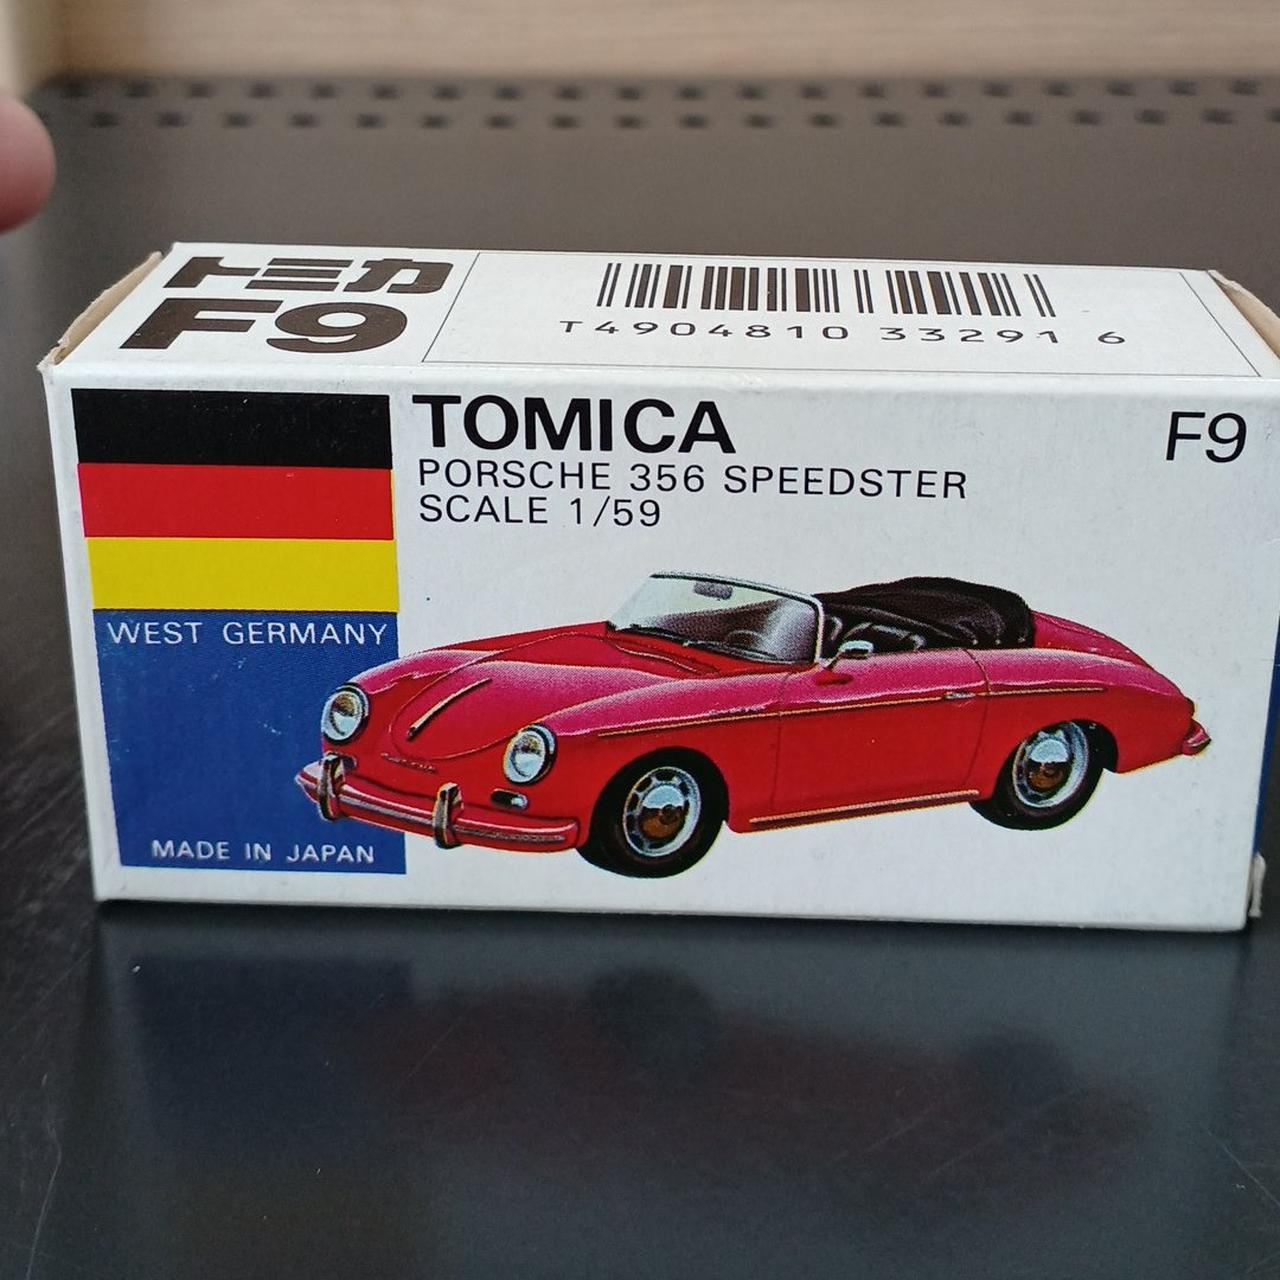 トミカ
F9
T4904810 33291 6
TOMICA
F9
PORSCHE 356 SPEEDSTER
SCALE 1/59
WEST GERMANY
MADE IN JAPAN